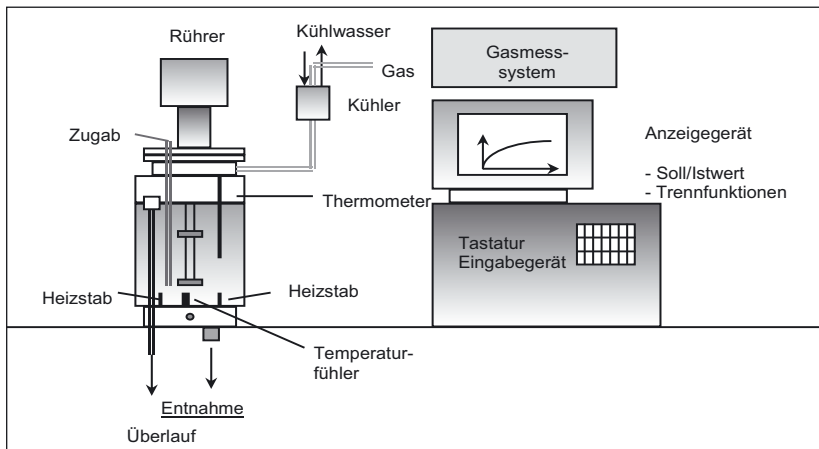 Kühlwasser
Rührer
Gasmess-
system
Gas
Kühler
Zugab
Anzeigegerät
- Soll/Istwert
- Trennfunktionen
Thermometer
Tastatur
Eingabegerät
Heizstab
Heizstab
Temperatur-
fühler
Entnahme
Überlauf